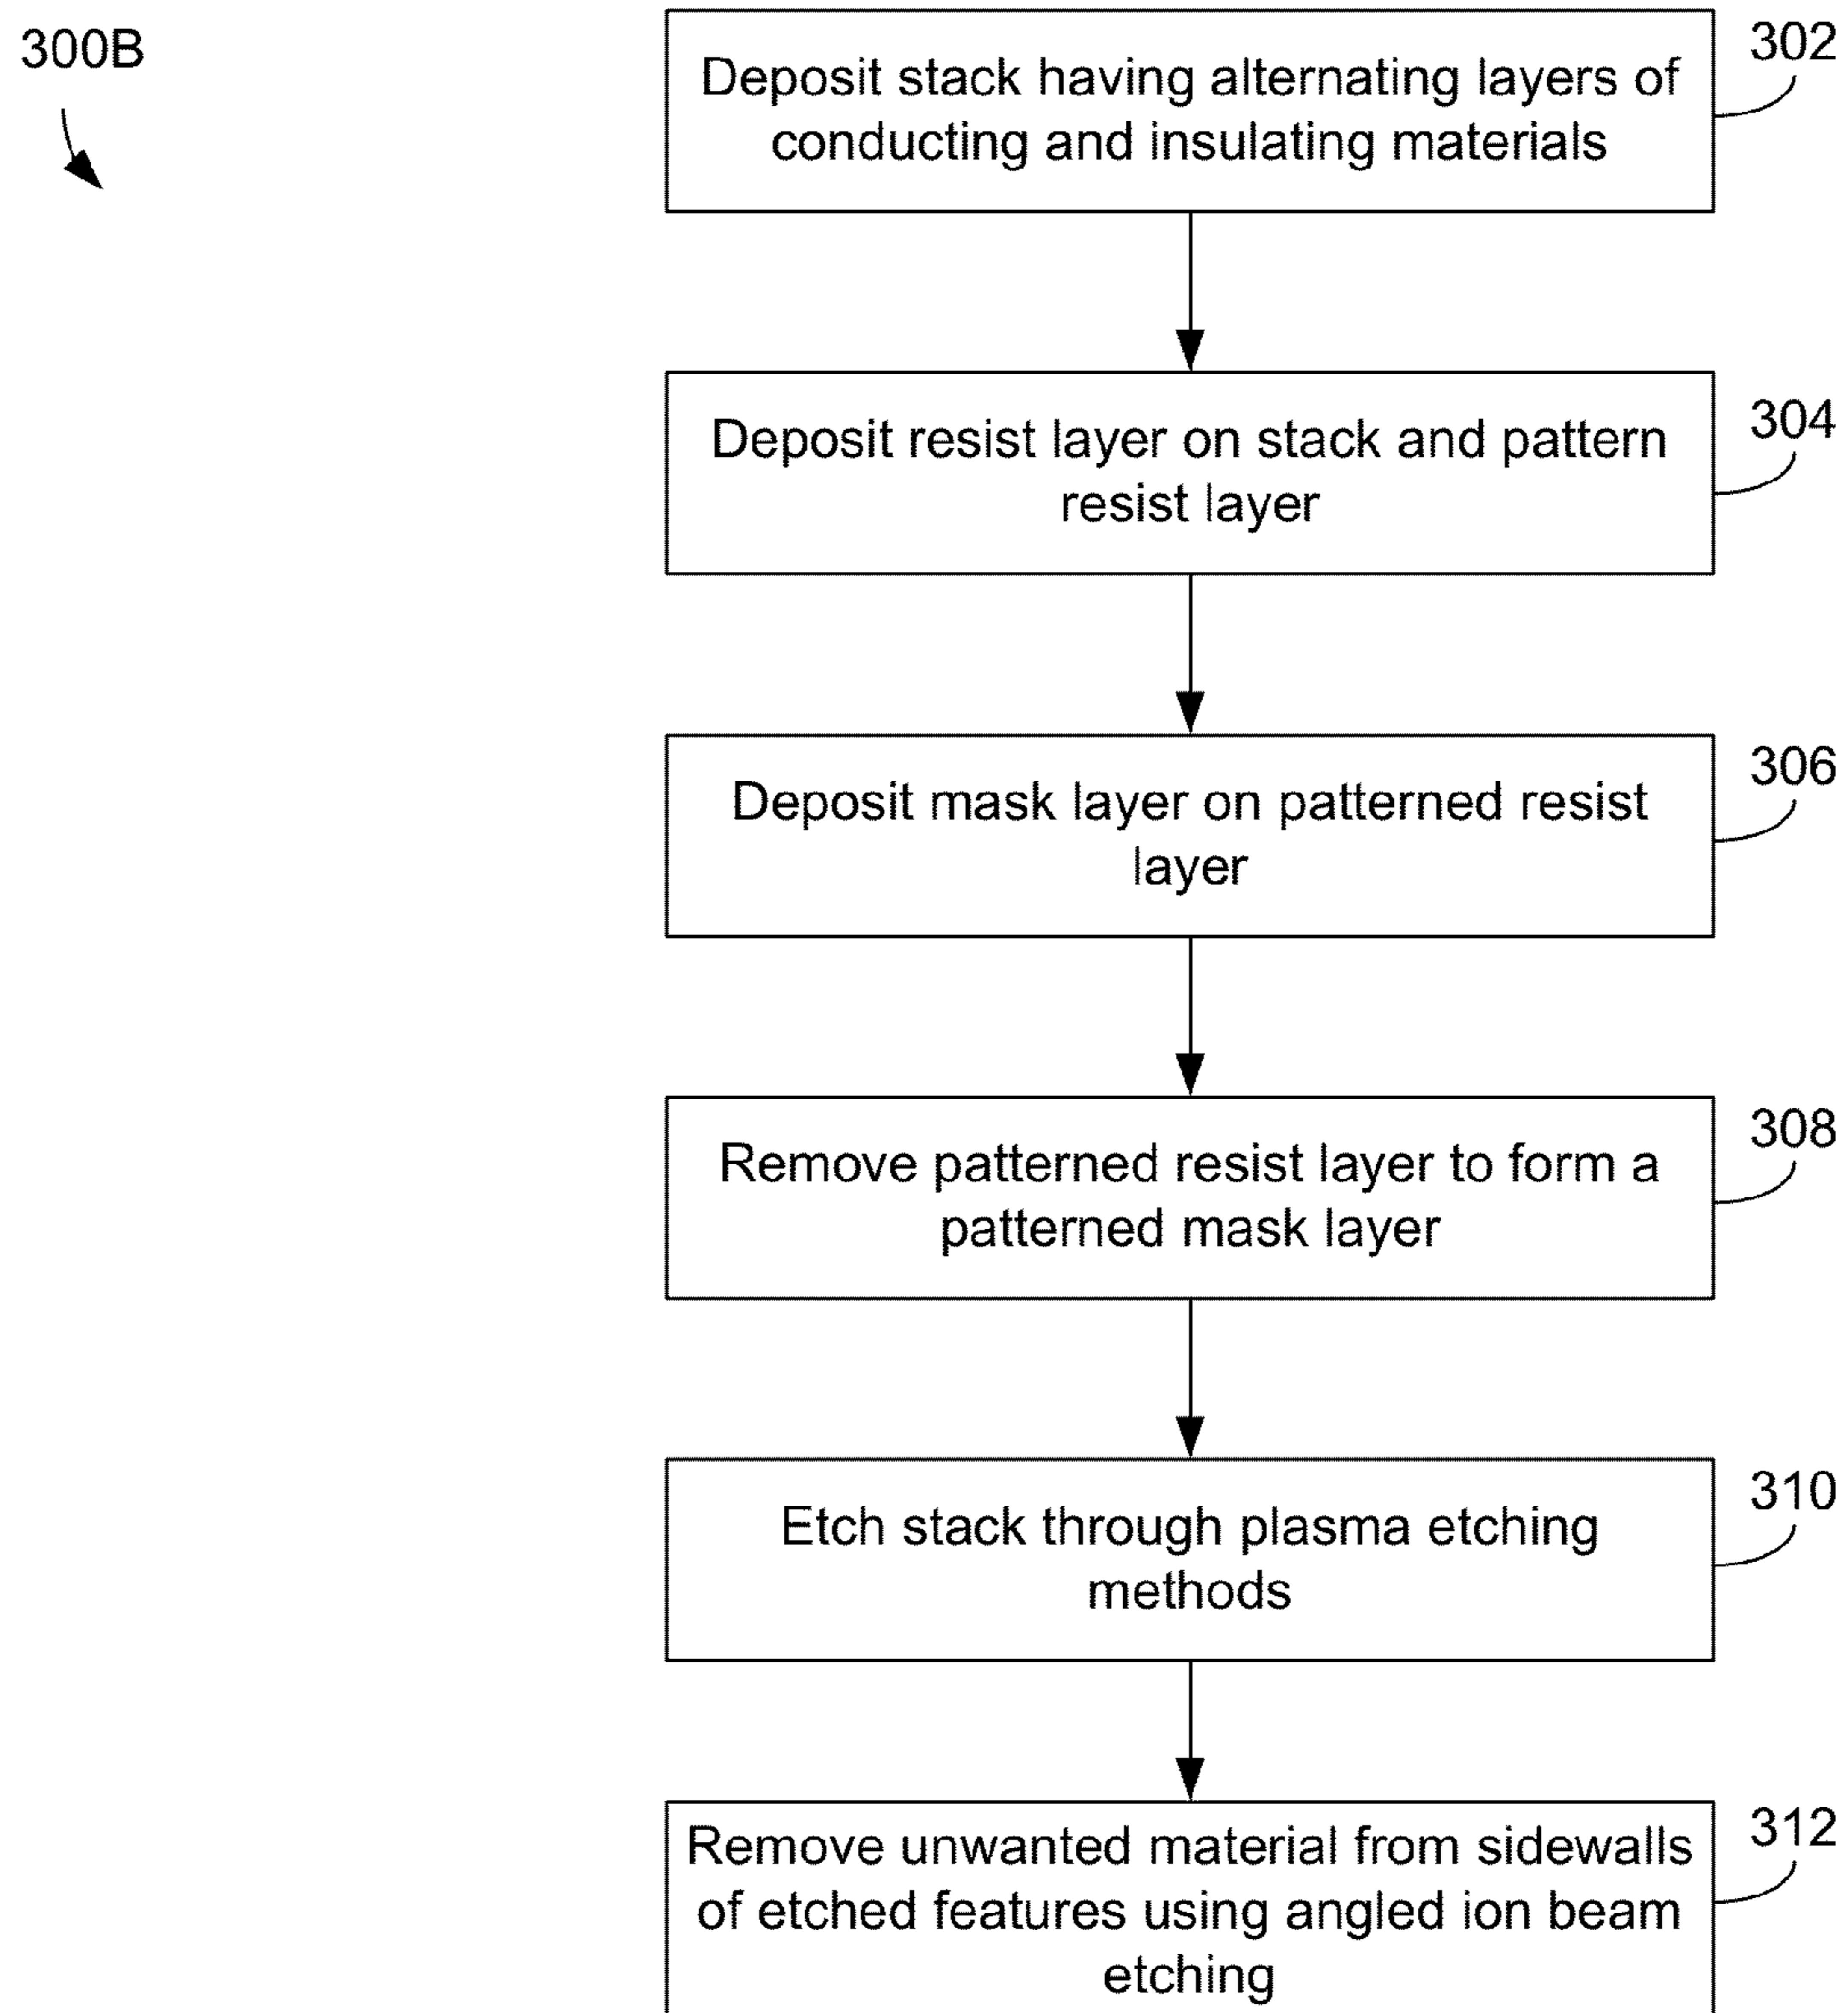 300B
302
Deposit stack having alternating layers of
conducting and insulating materials
304
Deposit resist layer on stack and pattern
resist layer
306
Deposit mask layer on patterned resist
layer
308
Remove patterned resist layer to form a
patterned mask layer
310
Etch stack through plasma etching
methods
312
Remove unwanted material from sidewalls
of etched features using angled ion beam
etching